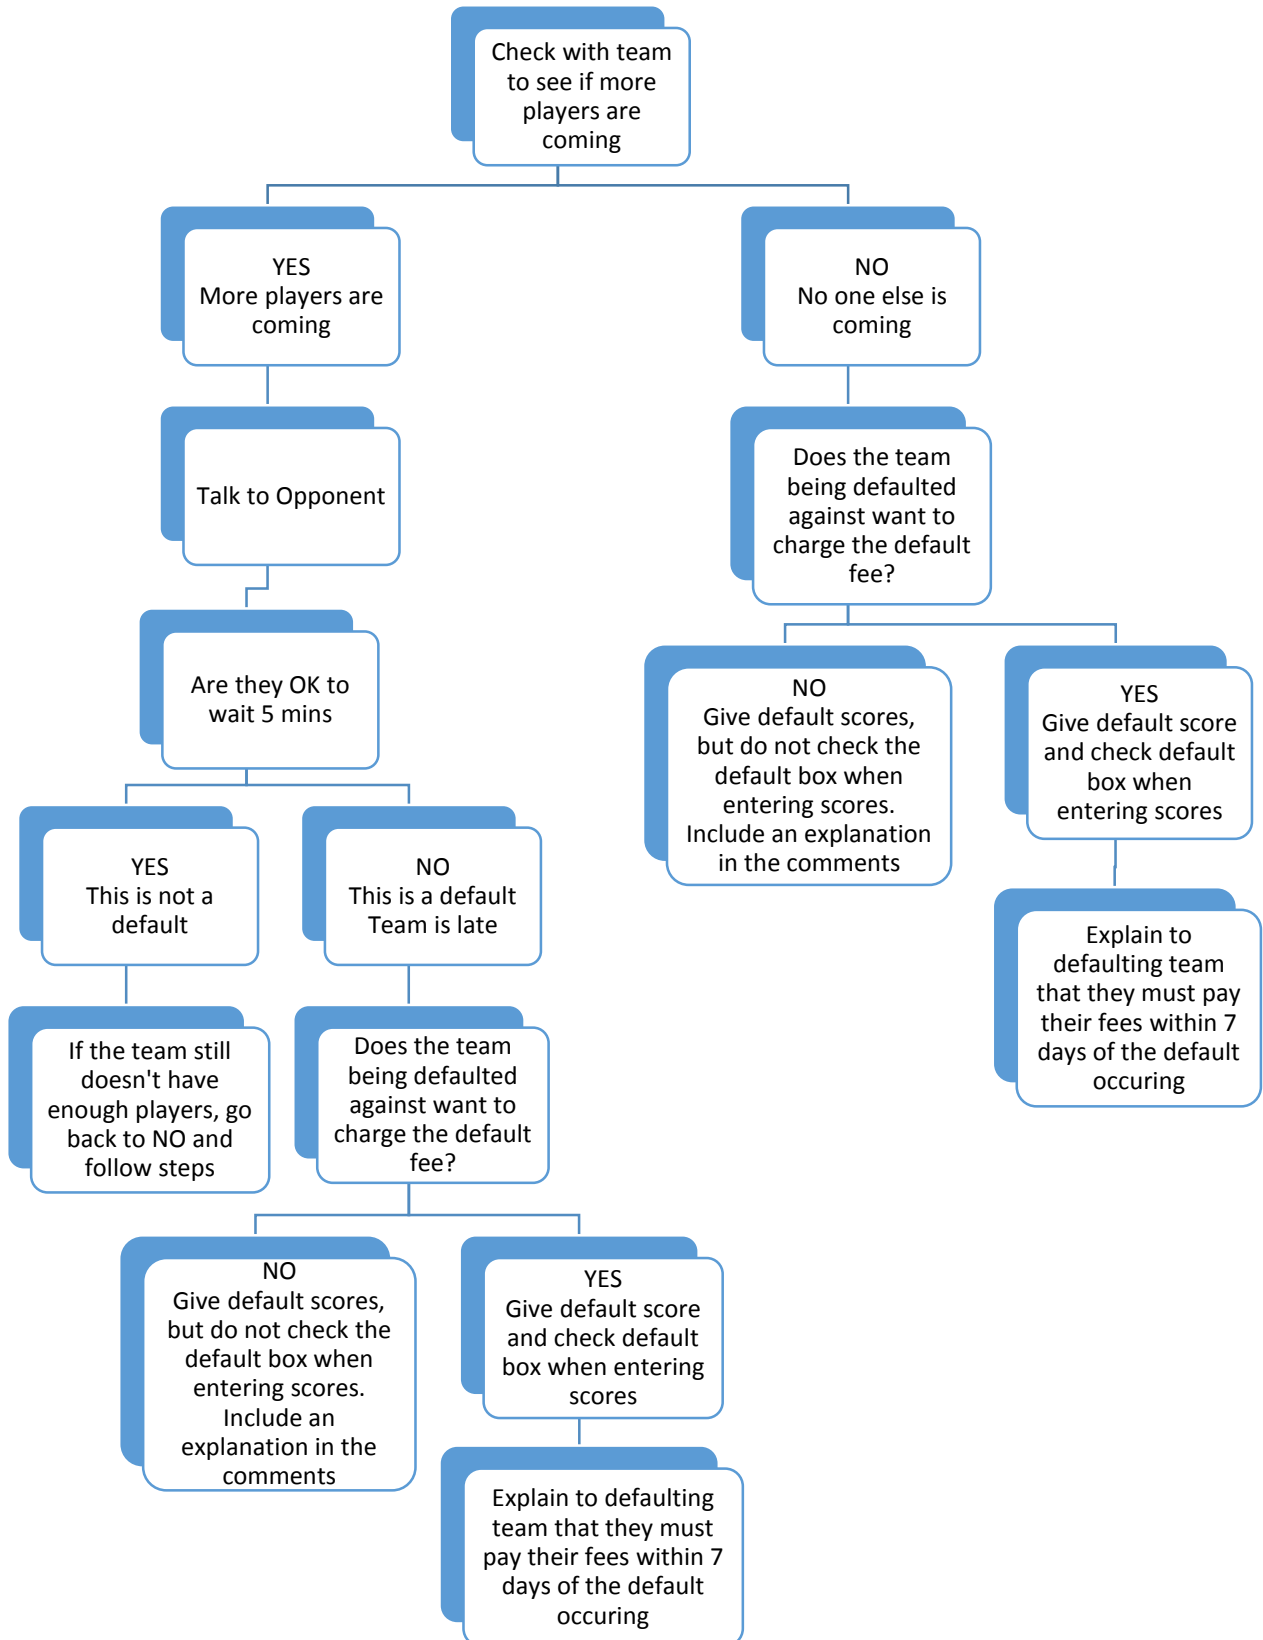 Check with team
to see if more
players are
coming
YES
More players are
coming
NO
No one else is
coming
Talk to Opponent
Does the team
being defaulted
against want to
charge the default
fee?
Are they OK to
wait 5 mins
NO
Give default scores,
but do not check the
default box when
entering scores.
Include an explanation
in the comments
YES
Give default score
and check default
box when
entering scores
YES
This is not a
default
NO
This is a default
Team is late
Explain to
defaulting team
that they must pay
their fees within 7
days of the default
occuring
If the team still
doesn't have
enough players, go
back to NO and
follow steps
Does the team
being defaulted
against want to
charge the default
fee?
NO
Give default scores,
but do not check the
default box when
entering scores.
Include an
explanation in the
comments
YES
Give default score
and check default
box when entering
scores
Explain to defaulting
team that they must
pay their fees within 7
days of the default
occuring